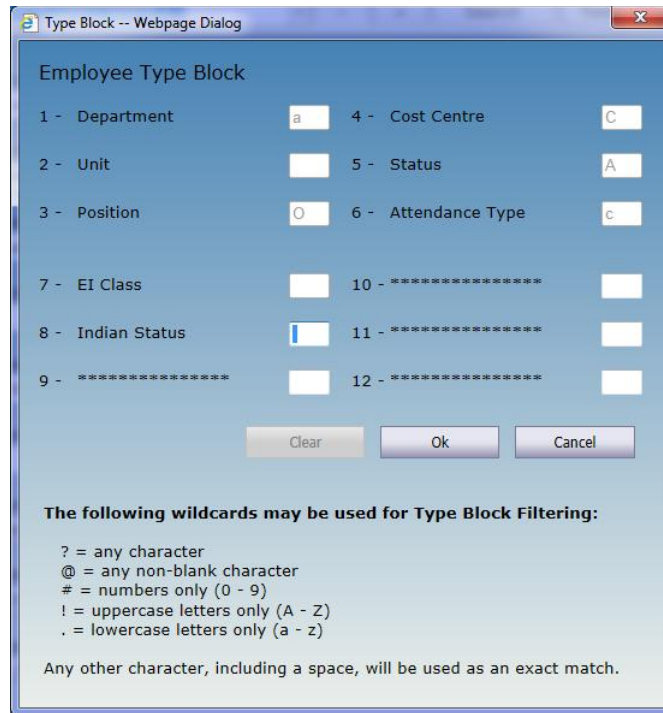 Type Block -- Webpage Dialog
Employee Type Block
1 - Department a 4 - Cost Centre C
2 - Unit 5 - Status A
3 - Position O 6 - Attendance Type c
7 - EI Class 10 - ***************
8 - Indian Status 11 - ***************
9 - *************** 12 - ***************
Clear Ok Cancel
The following wildcards may be used for Type Block Filtering:
? = any character
@ = any non-blank character
# = numbers only (0 - 9)
! = uppercase letters only (A - Z)
. = lowercase letters only (a - z)
Any other character, including a space, will be used as an exact match.